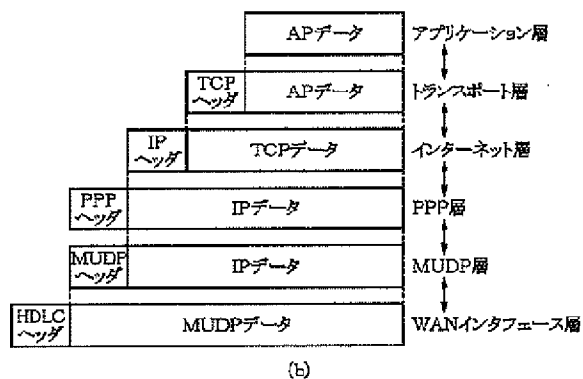 APデータ アプリケーション層
TCP
ヘッダ APデータ トランスポート層
IP
ヘッダ TCPデータ インターネット層
PPP
ヘッダ IPデータ PPP層
MUDP
ヘッダ IPデータ MUDP層
HDLC
ヘッダ MUDPデータ WANインタフェース層
(b)